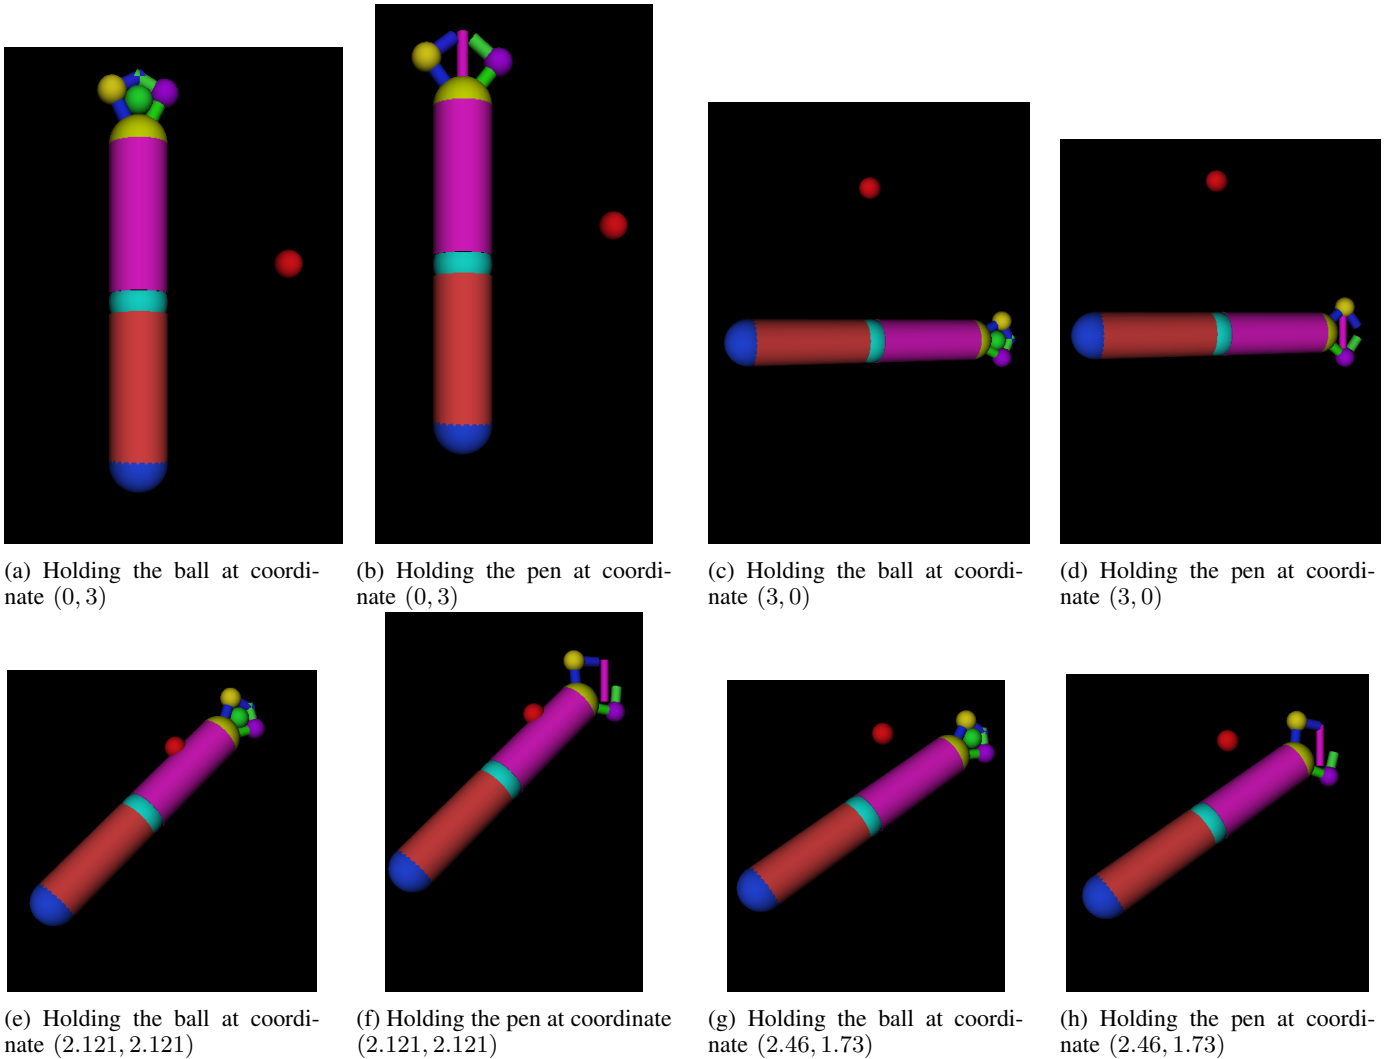 (a) Holding the ball at coordi-
nate (0, 3)
(b) Holding the pen at coordi-
nate (0, 3)
(c) Holding the ball at coordi-
nate (3, 0)
(d) Holding the pen at coordi-
nate (3, 0)
(e) Holding the ball at coordi-
nate (2.121, 2.121)
(f) Holding the pen at coordinate
(2.121, 2.121)
(g) Holding the ball at coordi-
nate (2.46, 1.73)
(h) Holding the pen at coordi-
nate (2.46, 1.73)